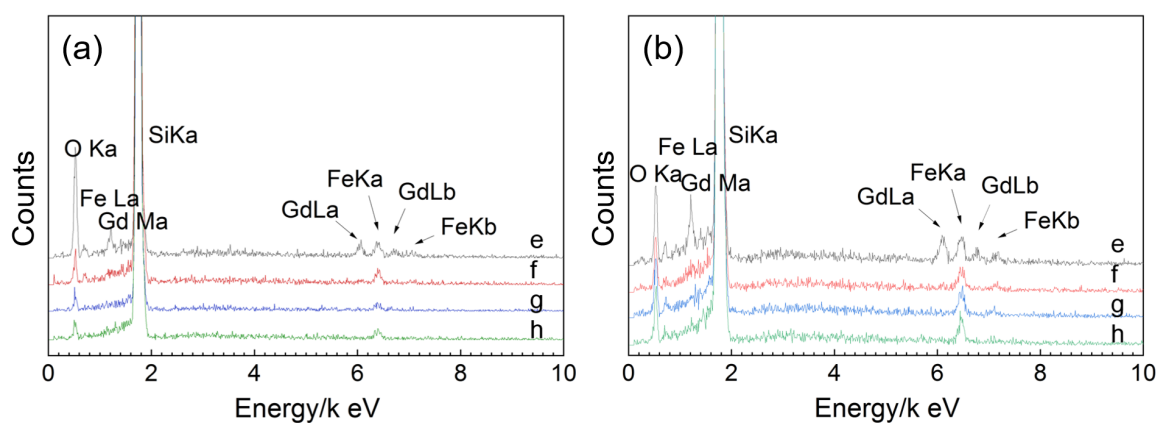 (a)
SiKa
O Ka
Fe La
Gd Ma
FeKa
GdLb
GdLa
FeKb
e
f
g
h
Counts
0 2 4 6 8 10
Energy/k eV
(b)
SiKa
Fe La
O Ka
Gd Ma
FeKa
GdLb
GdLa
FeKb
e
f
g
h
Counts
0 2 4 6 8 10
Energy/k eV